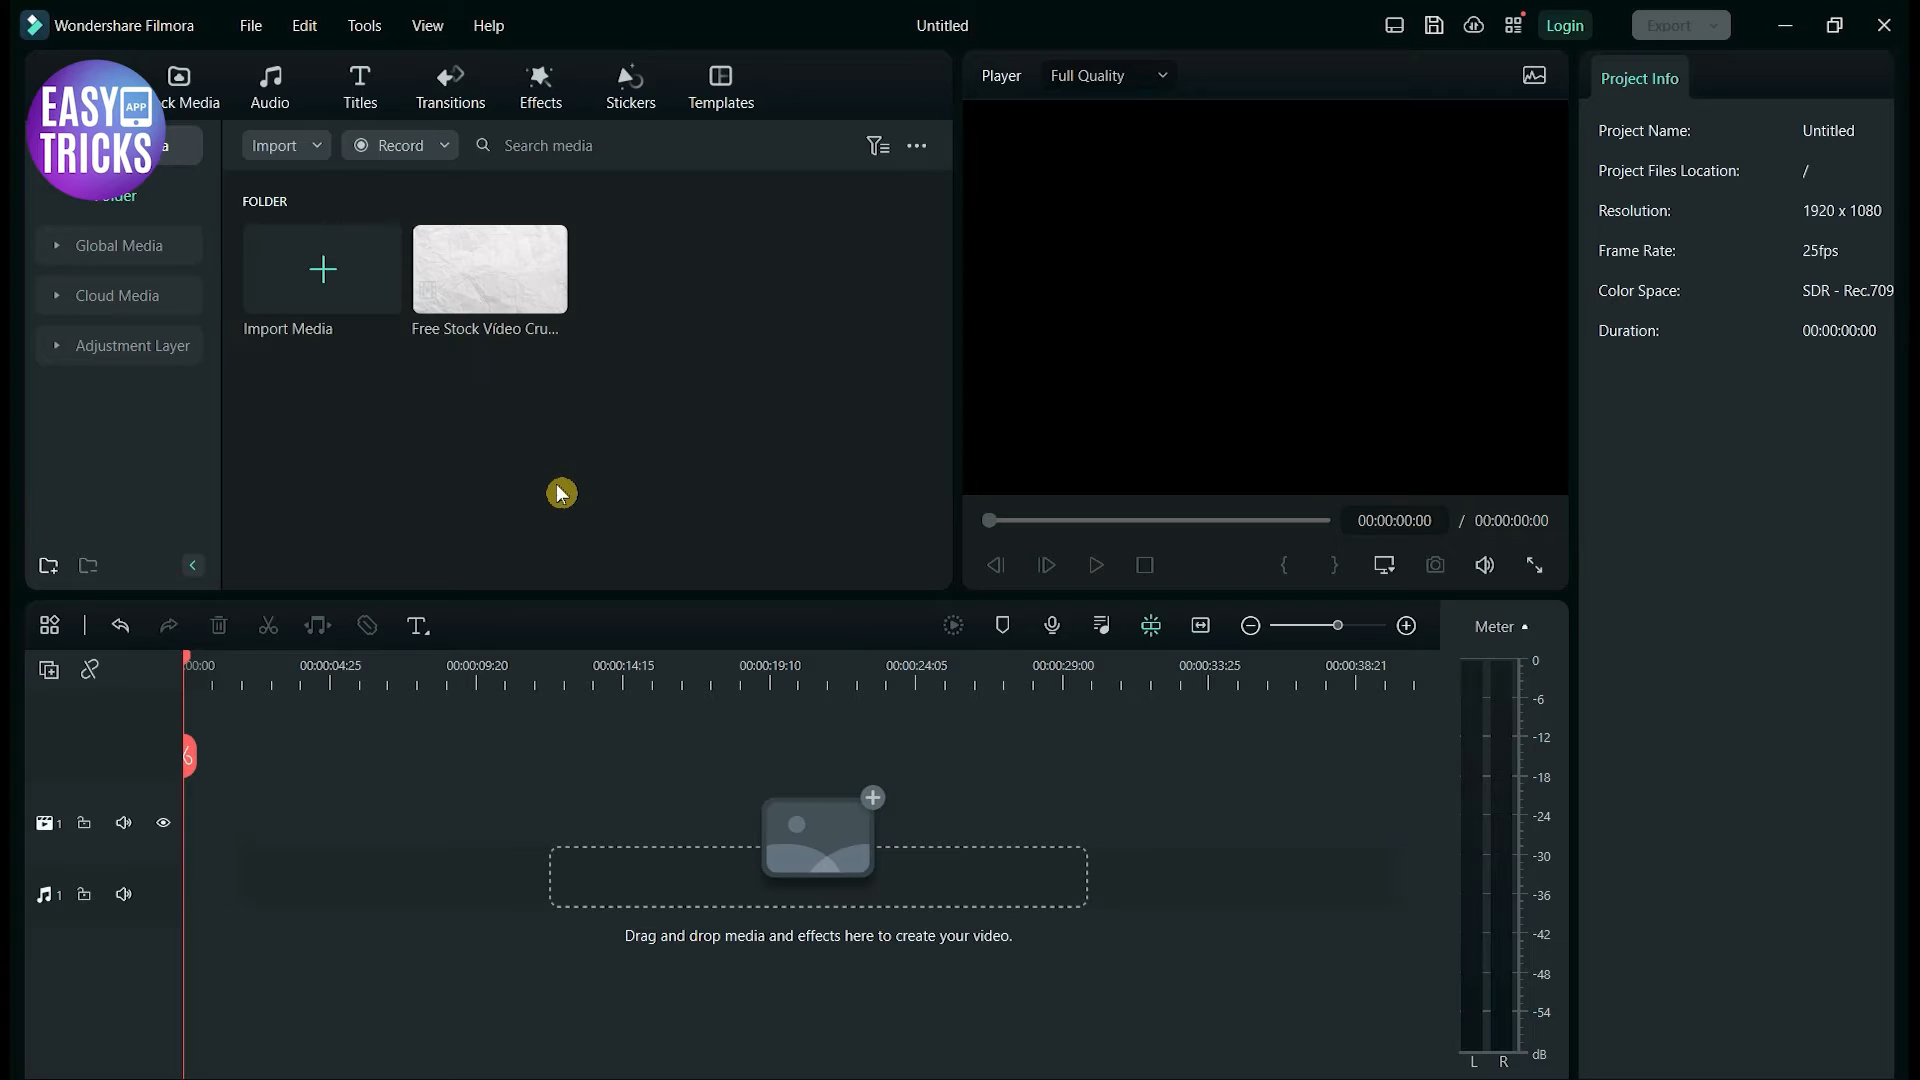 Wondershare Filmora
File
Edit
Tools
View
Help
Untitled
Login
Export
EASY APP
TRICKS
ck Media
Audio
Titles
Transitions
Effects
Stickers
Templates
Player
Full Quality
Project Info
Import
Record
Search media
FOLDER
Import Media
Free Stock Vídeo Cru...
Global Media
Cloud Media
Adjustment Layer
Project Name: Untitled
Project Files Location: /
Resolution: 1920 x 1080
Frame Rate: 25fps
Color Space: SDR - Rec.709
Duration: 00:00:00:00
00:00:00:00 / 00:00:00:00
Meter
:00:00
00:00:04:25
00:00:09:20
00:00:14:15
00:00:19:10
00:00:24:05
00:00:29:00
00:00:33:25
00:00:38:21
1
1
Drag and drop media and effects here to create your video.
0
-6
-12
-18
-24
-30
-36
-42
-48
-54
dB
L R